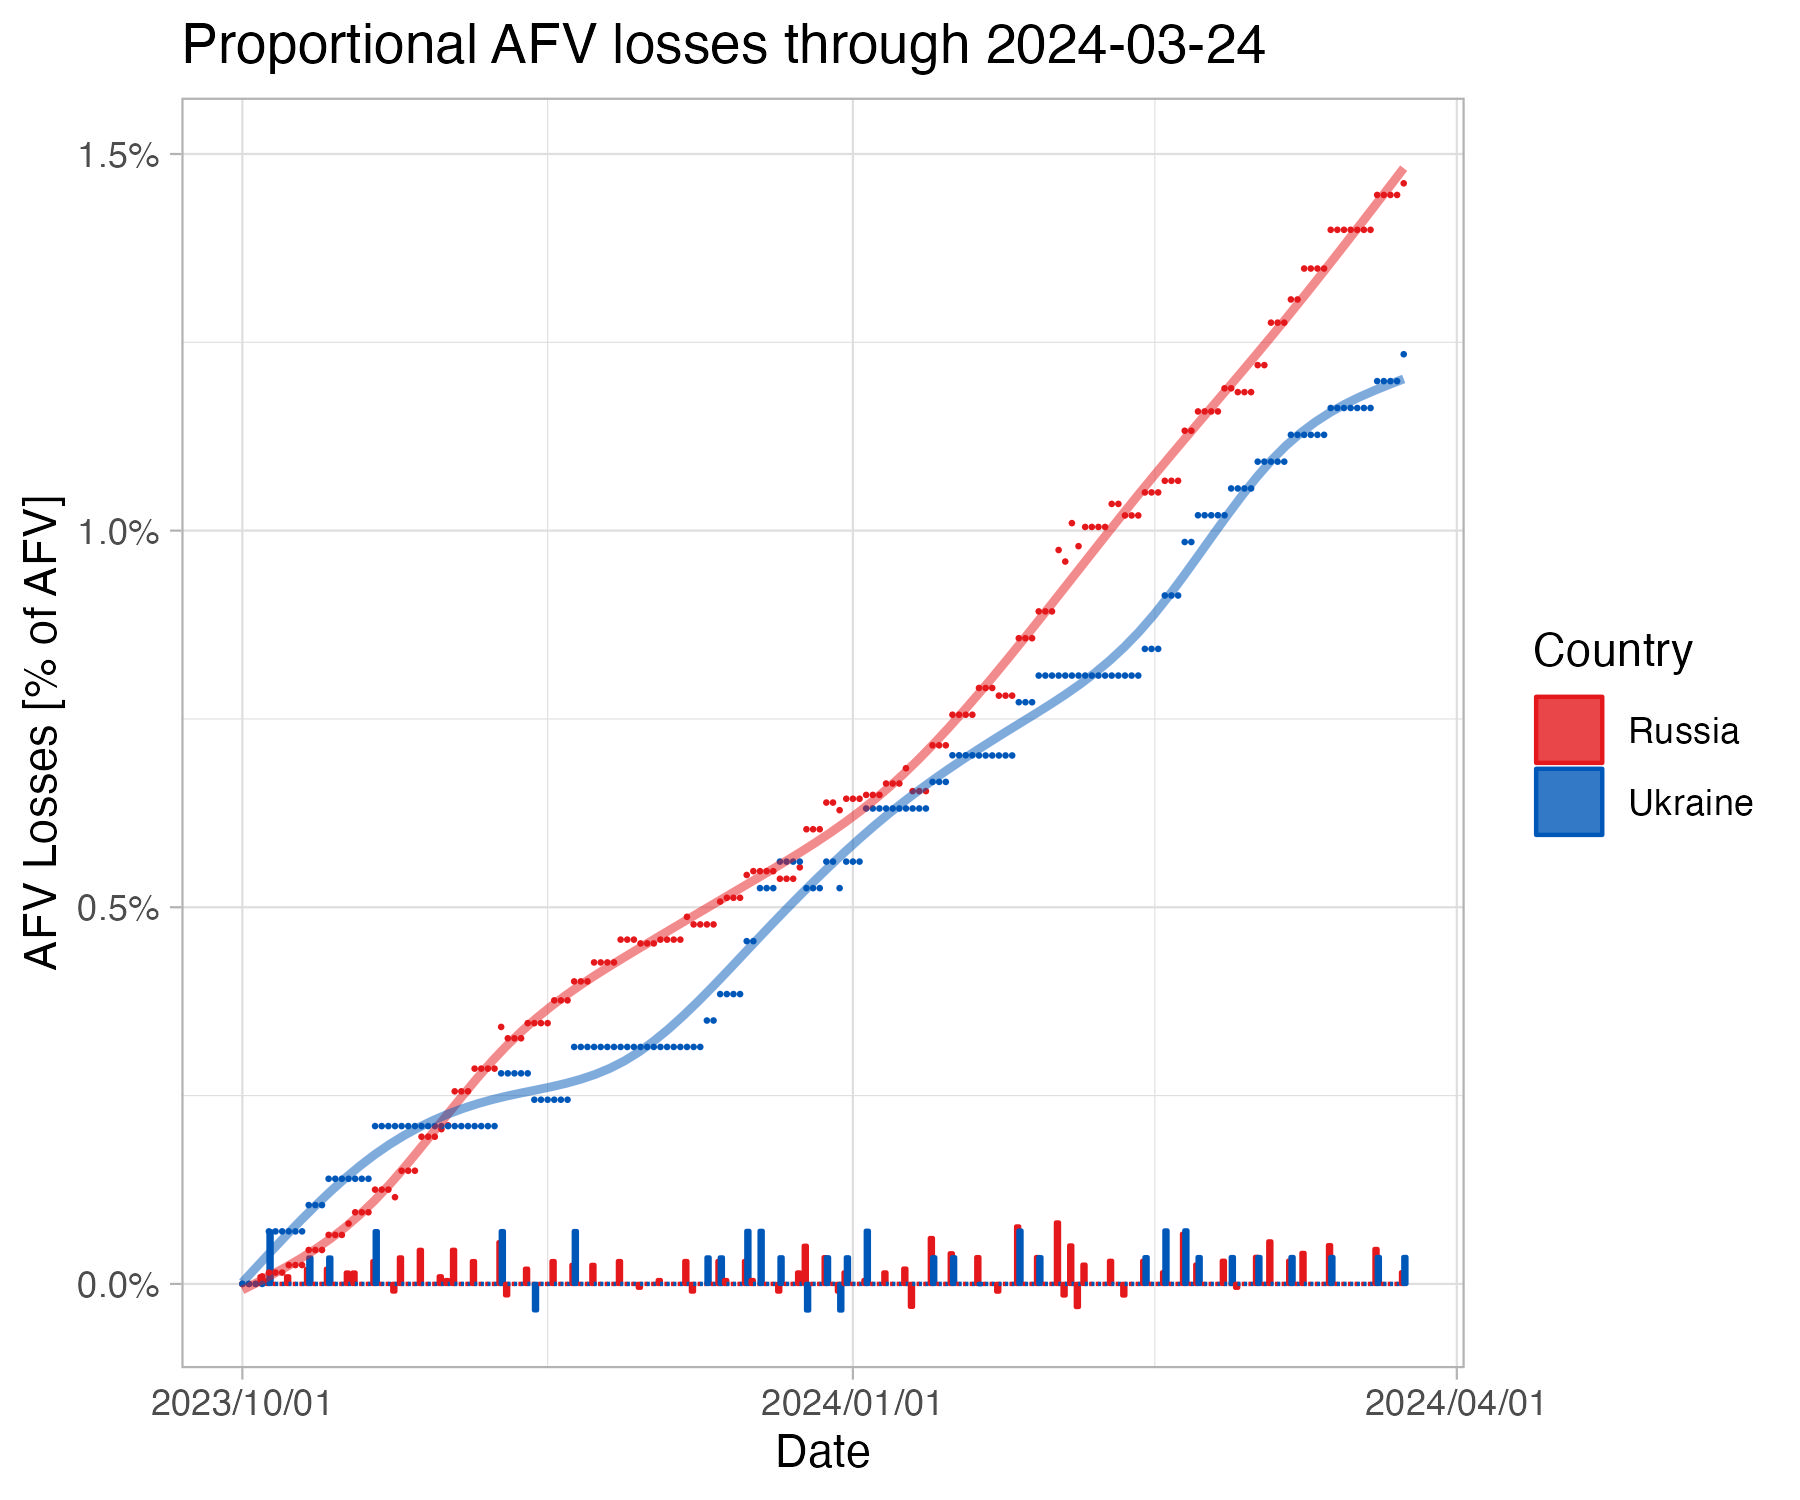 Proportional AFV losses through 2024-03-24
AFV Losses [% of AFV]
1.5%
1.0%
0.5%
0.0%
2023/10/01
2024/01/01
2024/04/01
Date
Country
Russia
Ukraine